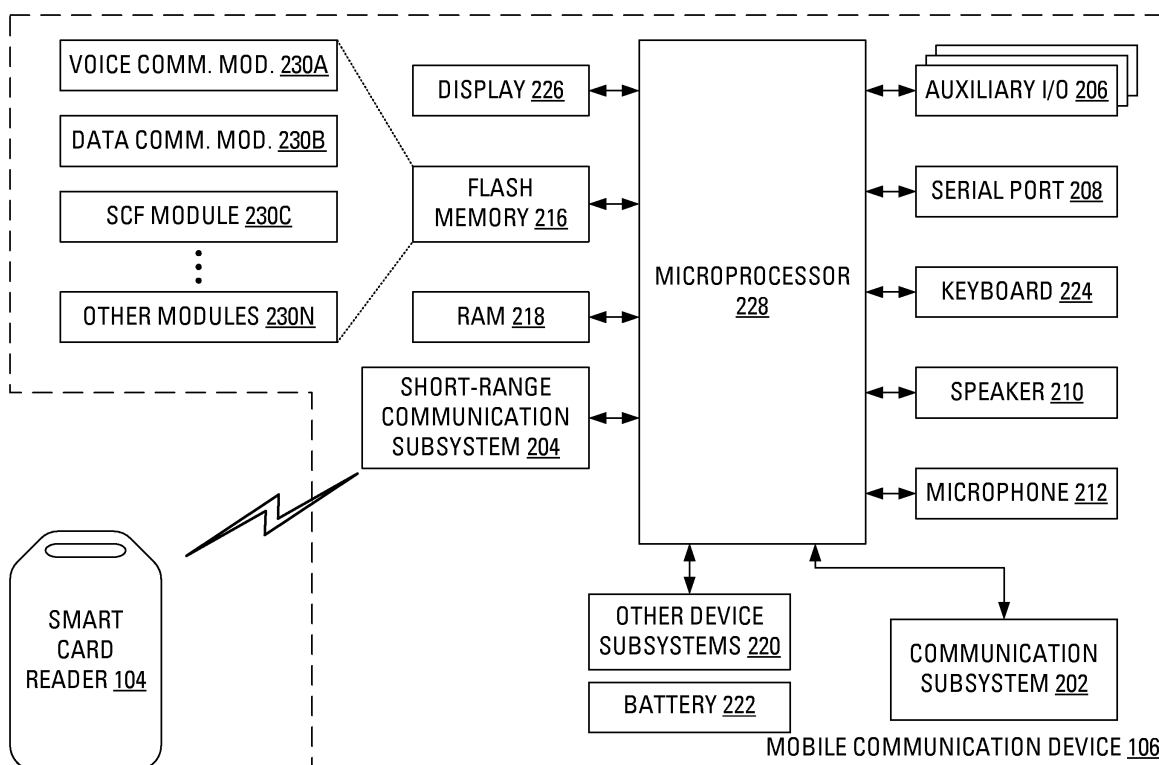 VOICE COMM. MOD. 230A
DATA COMM. MOD. 230B
SCF MODULE 230C
OTHER MODULES 230N
DISPLAY 226
FLASH
MEMORY 216
RAM 218
SHORT-RANGE
COMMUNICATION
SUBSYSTEM 204
MICROPROCESSOR
228
AUXILIARY I/O 206
SERIAL PORT 208
KEYBOARD 224
SPEAKER 210
MICROPHONE 212
SMART
CARD
READER 104
OTHER DEVICE
SUBSYSTEMS 220
BATTERY 222
COMMUNICATION
SUBSYSTEM 202
MOBILE COMMUNICATION DEVICE 106